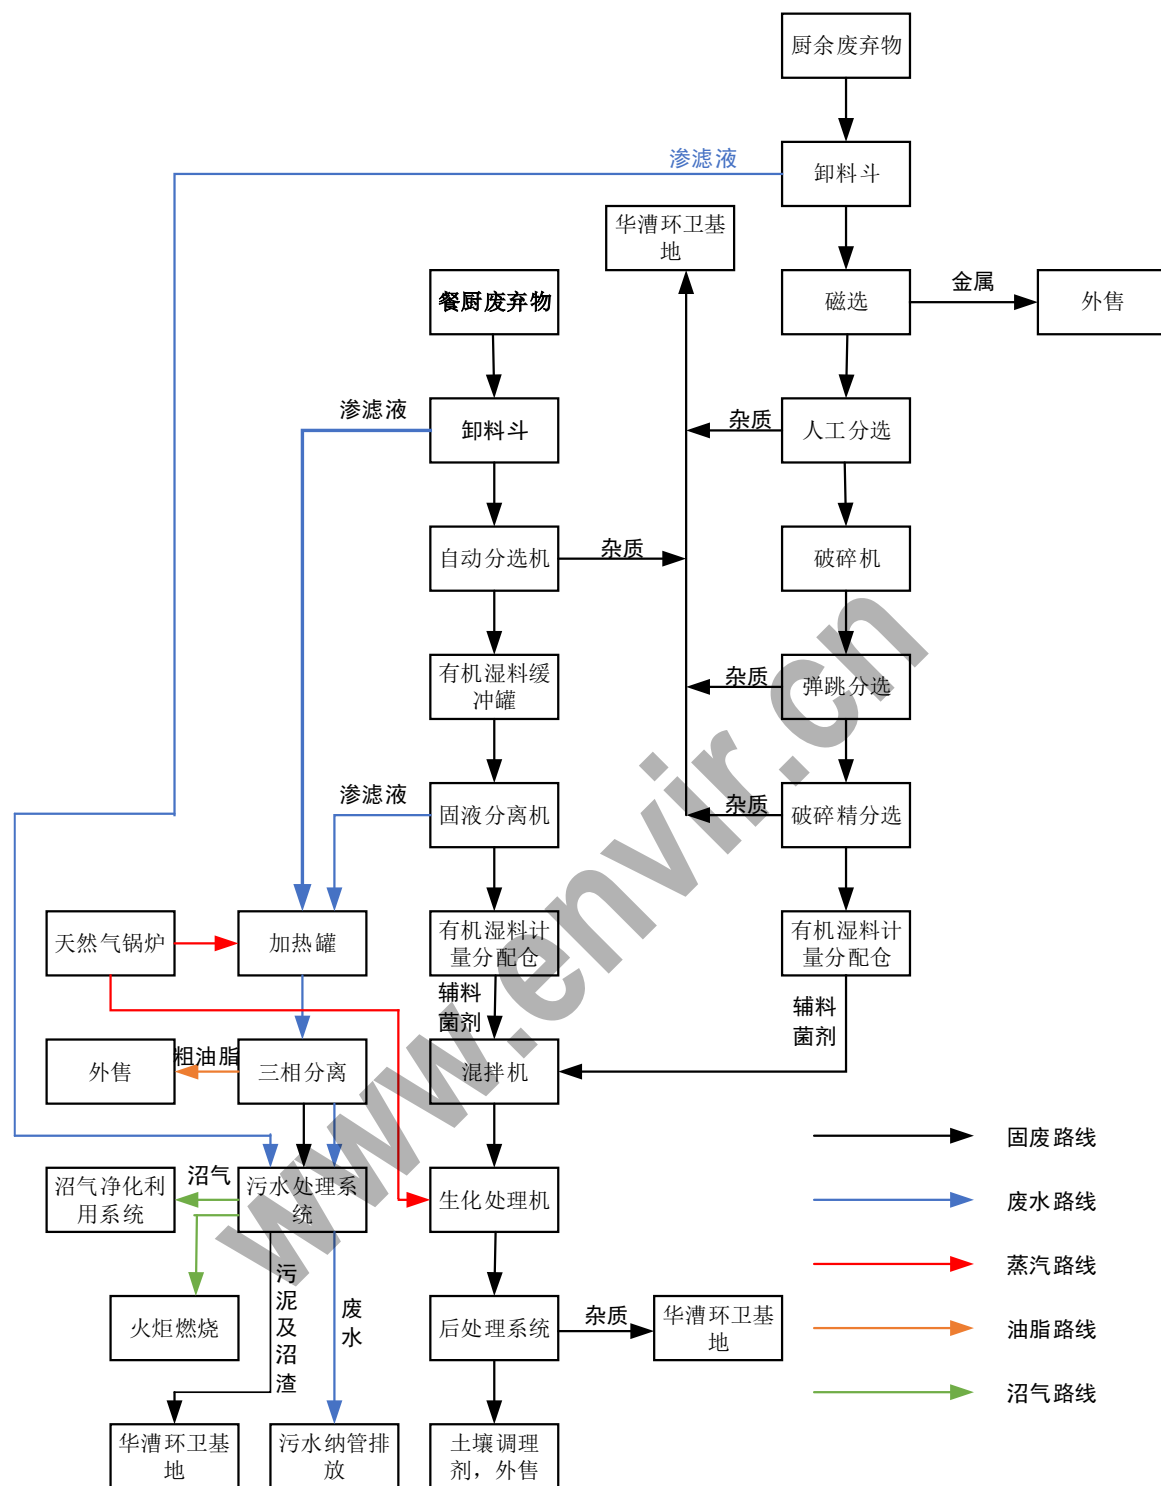 厨余废弃物
渗滤液
卸料斗
华漕环卫基
地
餐厨废弃物
磁选
金属
外售
渗滤液
卸料斗
杂质
人工分选
自动分选机
杂质
破碎机
有机湿料缓
冲罐
杂质
弹跳分选
渗滤液
固液分离机
杂质
破碎精分选
天然气锅炉
加热罐
有机湿料计
量分配仓
有机湿料计
量分配仓
辅料
菌剂
辅料
菌剂
外售
粗油脂
三相分离
混拌机
固废路线
沼气净化利
用系统
沼气
污水处理系
统
生化处理机
废水路线
蒸汽路线
火炬燃烧
污泥及沼渣
废水
后处理系统
杂质
华漕环卫基
地
油脂路线
沼气路线
华漕环卫基
地
污水纳管排
放
土壤调理
剂，外售
www.envir.cn